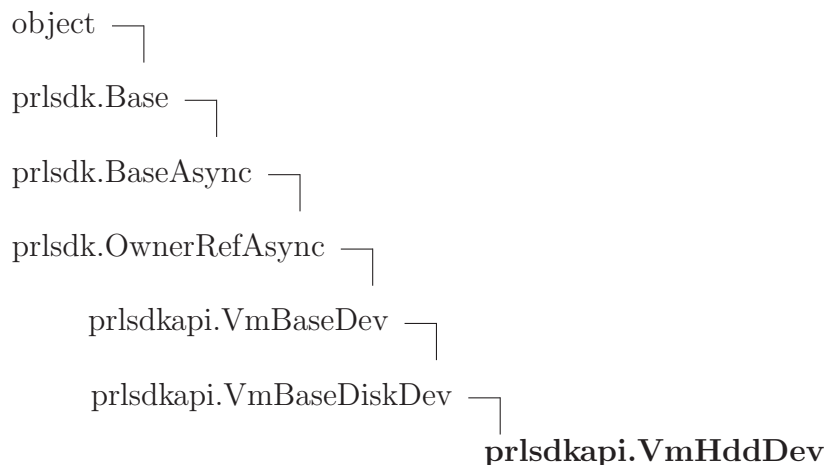 object
prlsdk.Base
prlsdk.BaseAsync
prlsdk.OwnerRefAsync
prlsdkapi.VmBaseDev
prlsdkapi.VmBaseDiskDev
prlsdkapi.VmHddDev